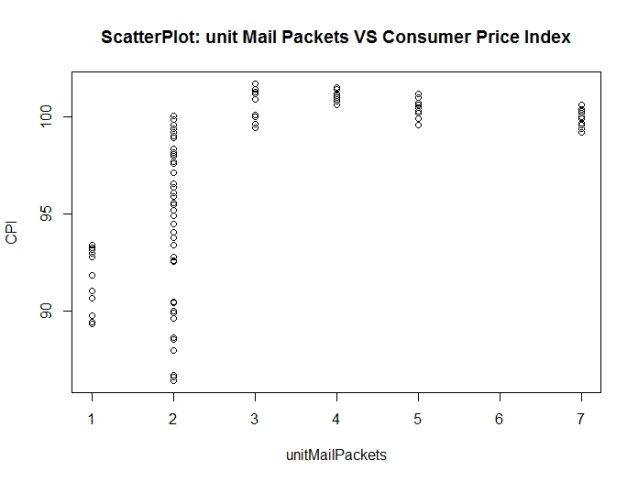 ScatterPlot: unit Mail Packets VS Consumer Price Index
100
95
90
CPI
1 2 3 4 5 6 7
unitMailPackets